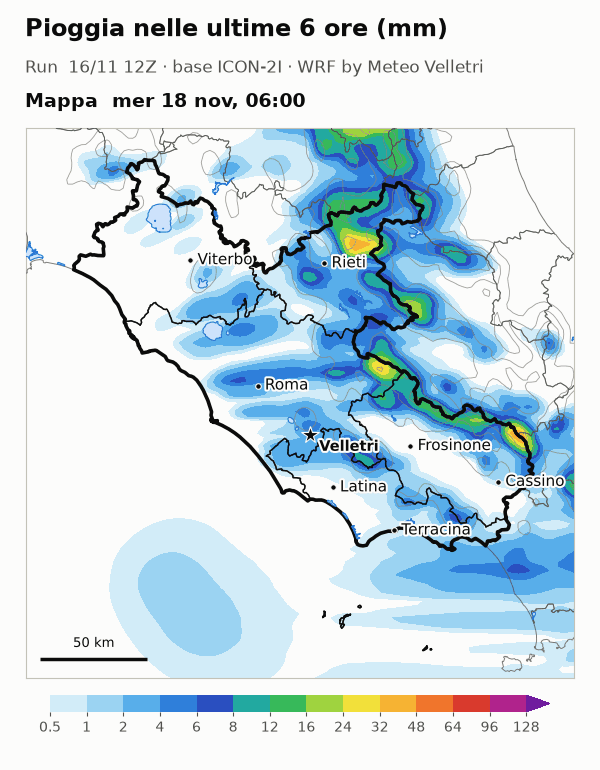 Pioggia nelle ultime 6 ore (mm)
Run  16/11 12Z · base ICON-2I · WRF by Meteo Velletri
Mappa  mer 18 nov, 06:00
Viterbo
Rieti
Roma
Velletri
Frosinone
Cassino
Latina
Terracina
50 km
0.5 1 2 4 6 8 12 16 24 32 48 64 96 128